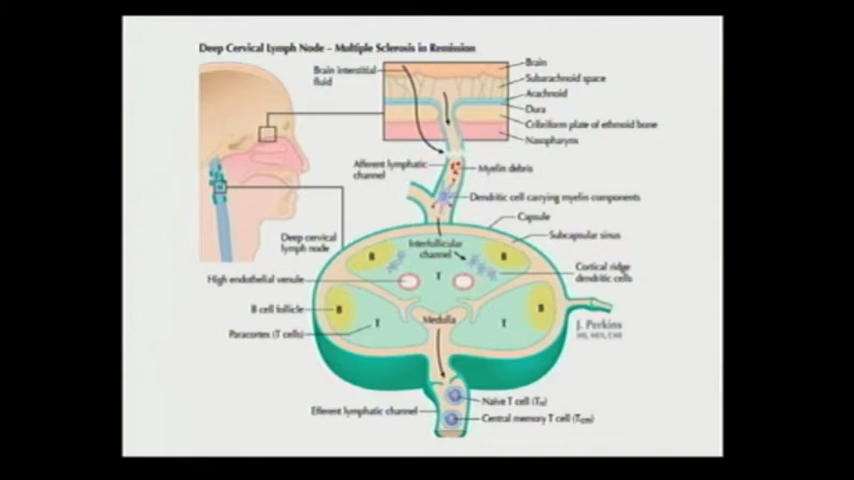 Deep Cervical Lymph Node – Multiple Sclerosis in Remission
Brain interstitial
fluid
Brain
Subarachnoid space
Arachnoid
Dura
Cribriform plate of ethmoid bone
Nasopharynx
Afferent lymphatic
channel
Myelin debris
Dendritic cell carrying myelin components
Capsule
Subcapsular sinus
Deep cervical
lymph node
Interfollicular
channel
B
B
T
Cortical ridge
dendritic cells
High endothelial venule
B cell follicle
B
B
Medulla
T
T
Paracortex (T cells)
J. Perkins
Efferent lymphatic channel
Naive T cell (TN)
Central memory T cell (TCM)